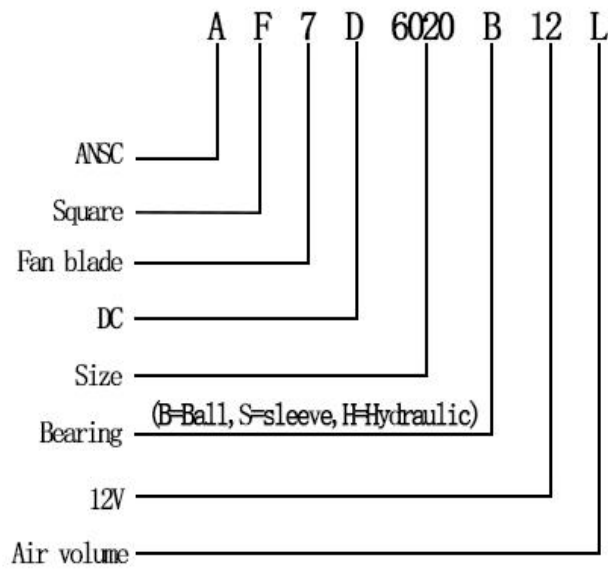 A F 7 D 6020 B 12 L
ANSC
Square
Fan blade
DC
Size
(B=Ball, S=sleeve, H=Hydraulic)
Bearing
12V
Air volume